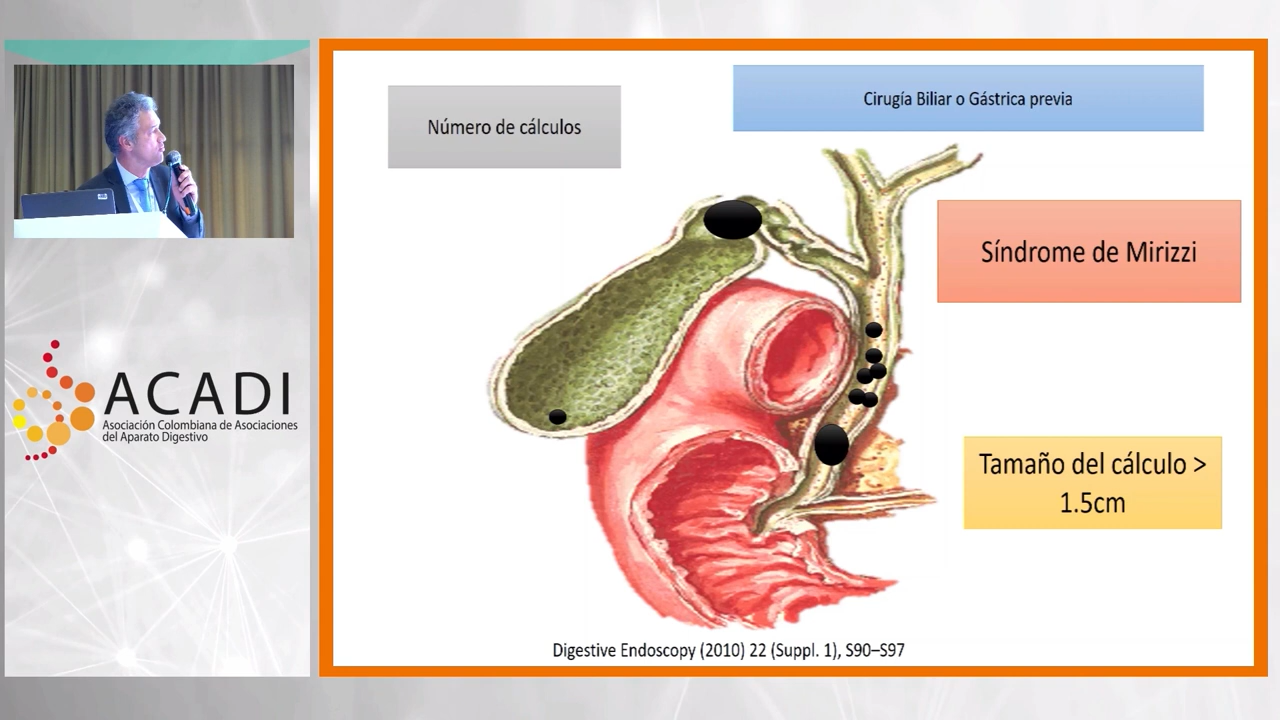 Número de cálculos
Cirugía Biliar o Gástrica previa
Síndrome de Mirizzi
Tamaño del cálculo >
1.5cm
Digestive Endoscopy (2010) 22 (Suppl. 1), S90–S97
ACADI
Asociación Colombiana de Asociaciones
del Aparato Digestivo